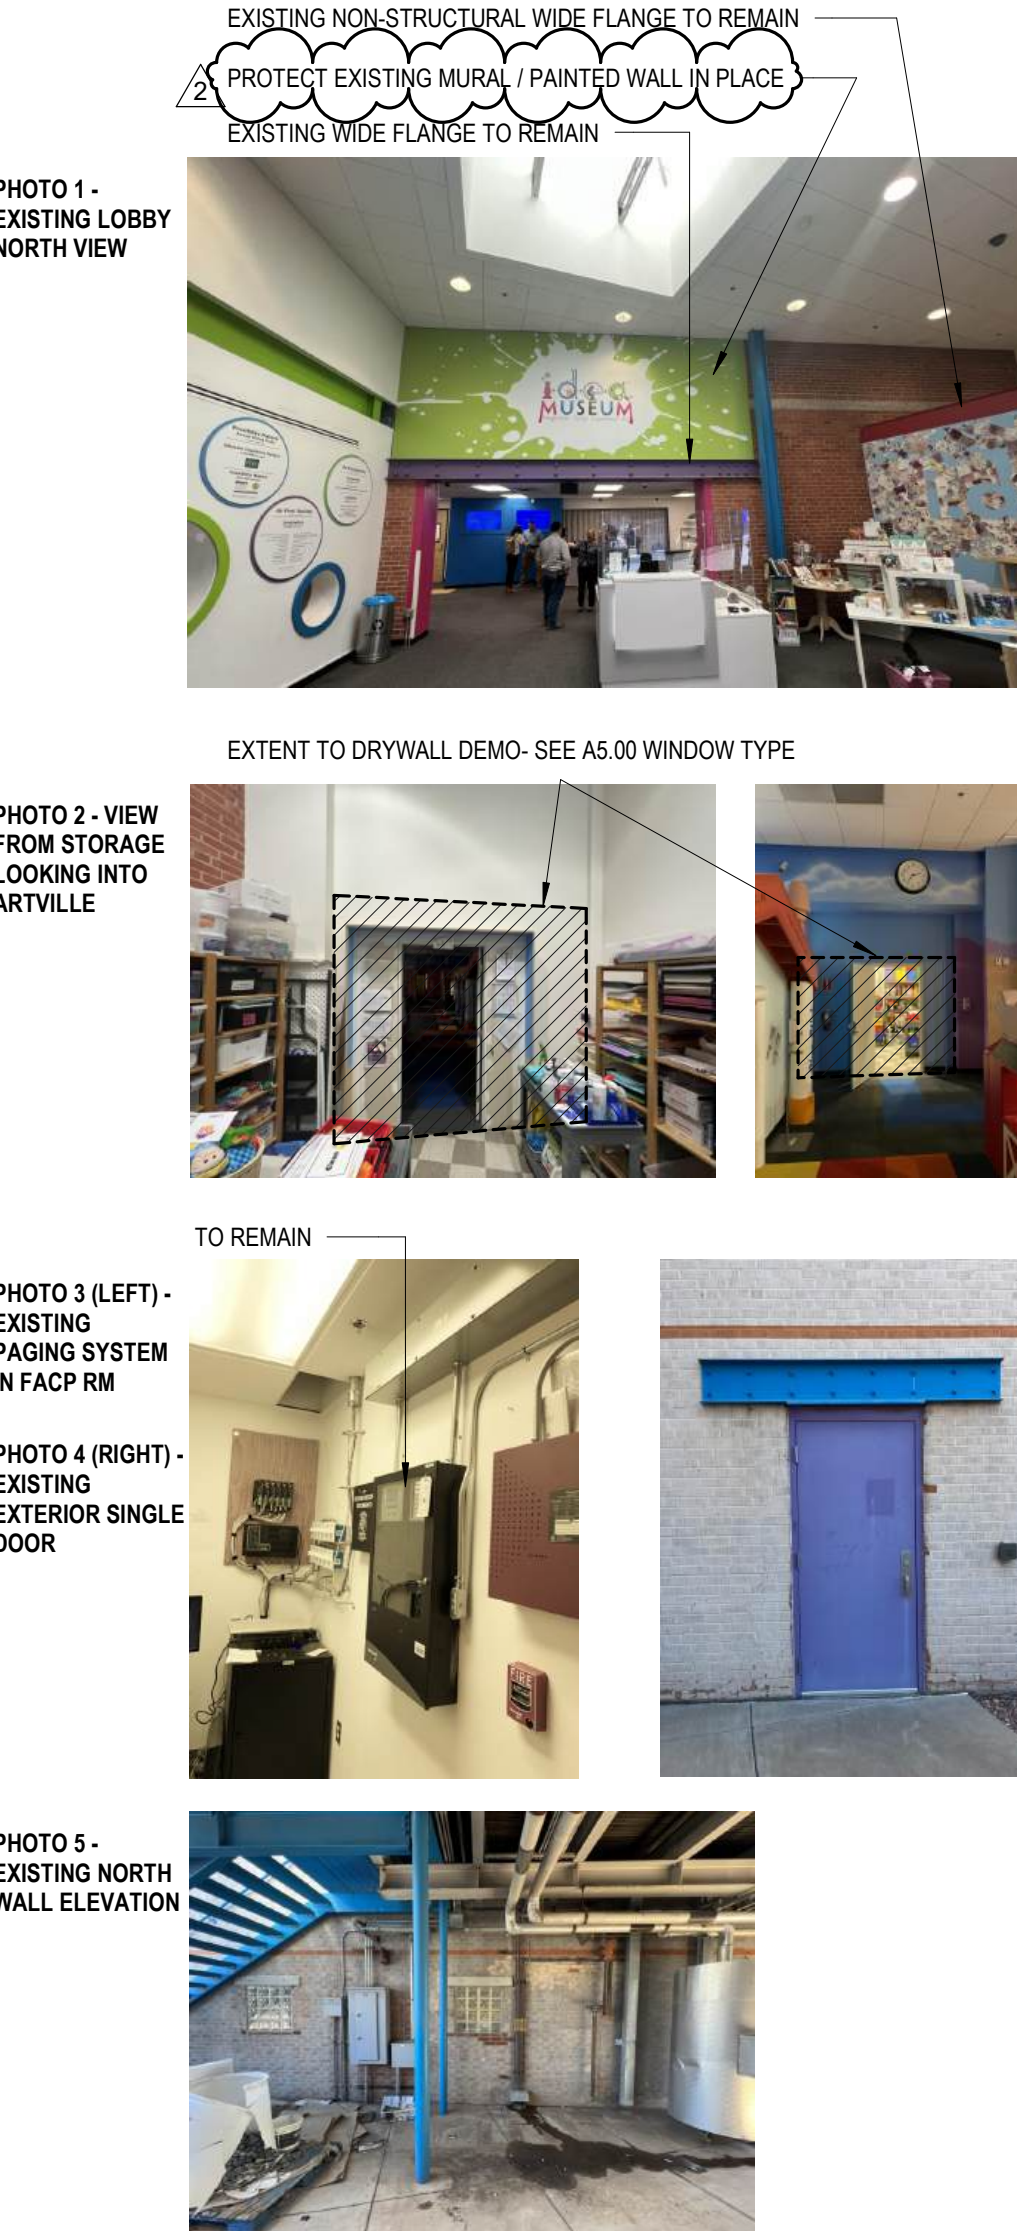 EXISTING NON-STRUCTURAL WIDE FLANGE TO REMAIN
2
PROTECT EXISTING MURAL / PAINTED WALL IN PLACE
EXISTING WIDE FLANGE TO REMAIN
PHOTO 1 -
EXISTING LOBBY
NORTH VIEW
i.d.e.a
MUSEUM
i.d
EXTENT TO DRYWALL DEMO- SEE A5.00 WINDOW TYPE
PHOTO 2 - VIEW
FROM STORAGE
LOOKING INTO
ARTVILLE
TO REMAIN
PHOTO 3 (LEFT) -
EXISTING
PAGING SYSTEM
IN FACP RM
FIRE
PHOTO 4 (RIGHT) -
EXISTING
EXTERIOR SINGLE
DOOR
PHOTO 5 -
EXISTING NORTH
WALL ELEVATION